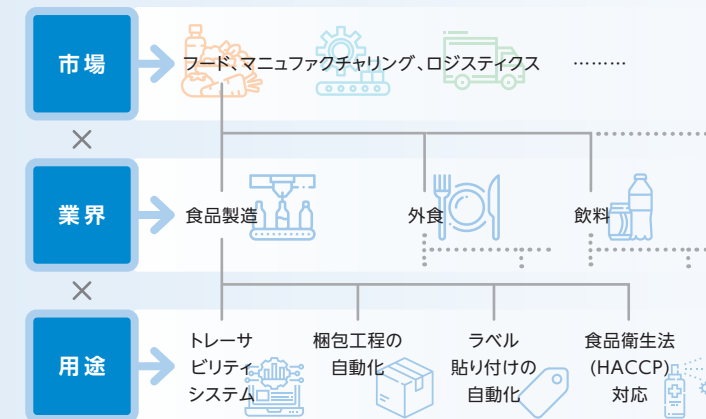 市場
フード、マニュファクチャリング、ロジスティクス ………
×
業界
食品製造
外食
飲料
×
用途
トレーサ
ビリティ
システム
梱包工程の
自動化
ラベル
貼り付けの
自動化
食品衛生法
(HACCP)
対応